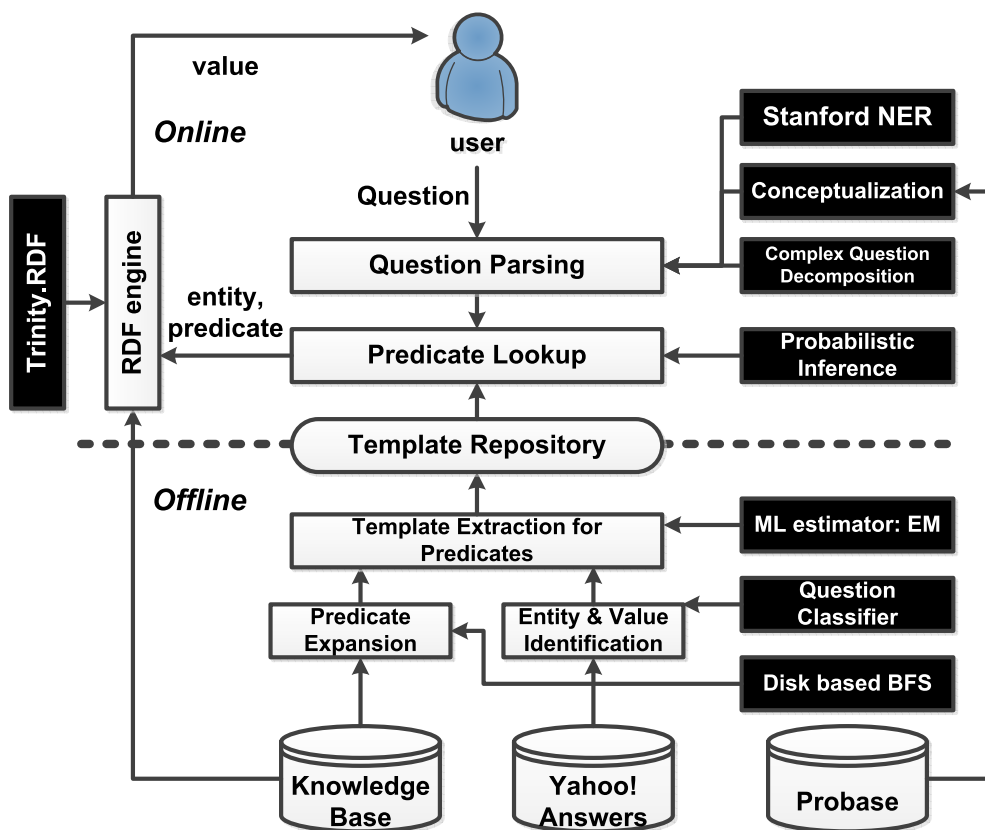 value
Online
user
Stanford NER
Question
Conceptualization
Trinity.RDF
RDF engine
Question Parsing
Complex Question
Decomposition
entity,
predicate
Predicate Lookup
Probabilistic
Inference
Template Repository
Offline
Template Extraction for
Predicates
ML estimator: EM
Predicate
Expansion
Entity & Value
Identification
Question
Classifier
Disk based BFS
Knowledge
Base
Yahoo!
Answers
Probase